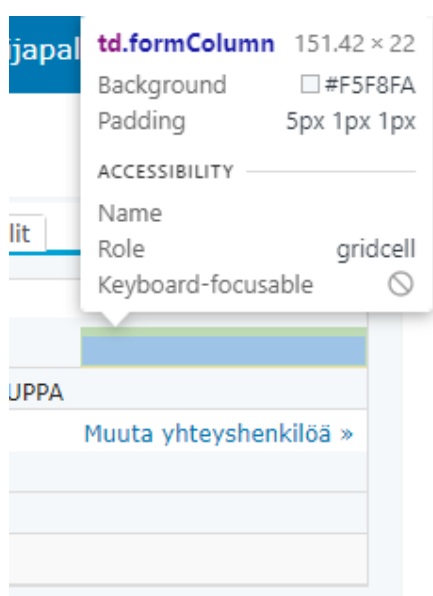 ijapal
td.formColumn 151.42 × 22
Background #F5F8FA
Padding 5px 1px 1px
ACCESSIBILITY
lit
Name
Role gridcell
Keyboard-focusable
UPPA
Muuta yhteyshenkilöä »